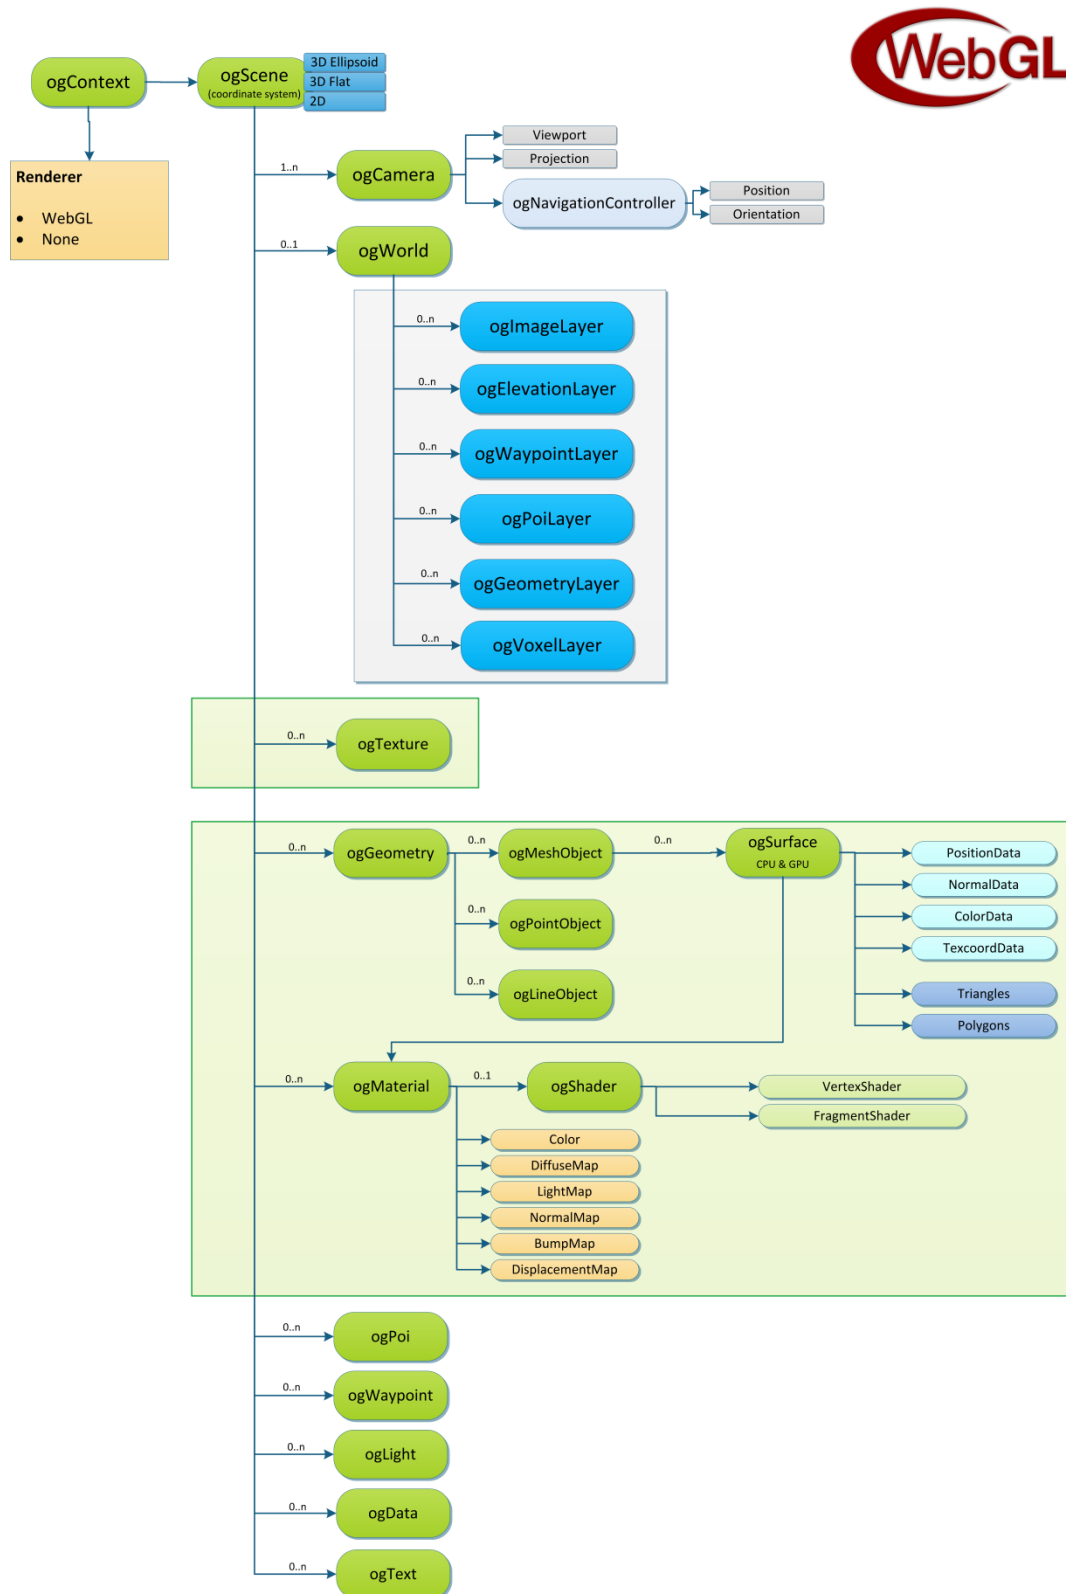 WebGL
ogContext
ogScene
(coordinate system)
3D Ellipsoid
3D Flat
2D
Renderer
• WebGL
• None
1..n
ogCamera
Viewport
Projection
ogNavigationController
Position
Orientation
0..1
ogWorld
0..n
ogImageLayer
0..n
ogElevationLayer
0..n
ogWaypointLayer
0..n
ogPoiLayer
0..n
ogGeometryLayer
0..n
ogVoxelLayer
0..n
ogTexture
0..n
ogGeometry
0..n
ogMeshObject
0..n
ogSurface
CPU & GPU
PositionData
NormalData
ColorData
TexcoordData
Triangles
Polygons
0..n
ogPointObject
0..n
ogLineObject
0..n
ogMaterial
0..1
ogShader
VertexShader
FragmentShader
Color
DiffuseMap
LightMap
NormalMap
BumpMap
DisplacementMap
0..n
ogPoi
0..n
ogWaypoint
0..n
ogLight
0..n
ogData
0..n
ogText